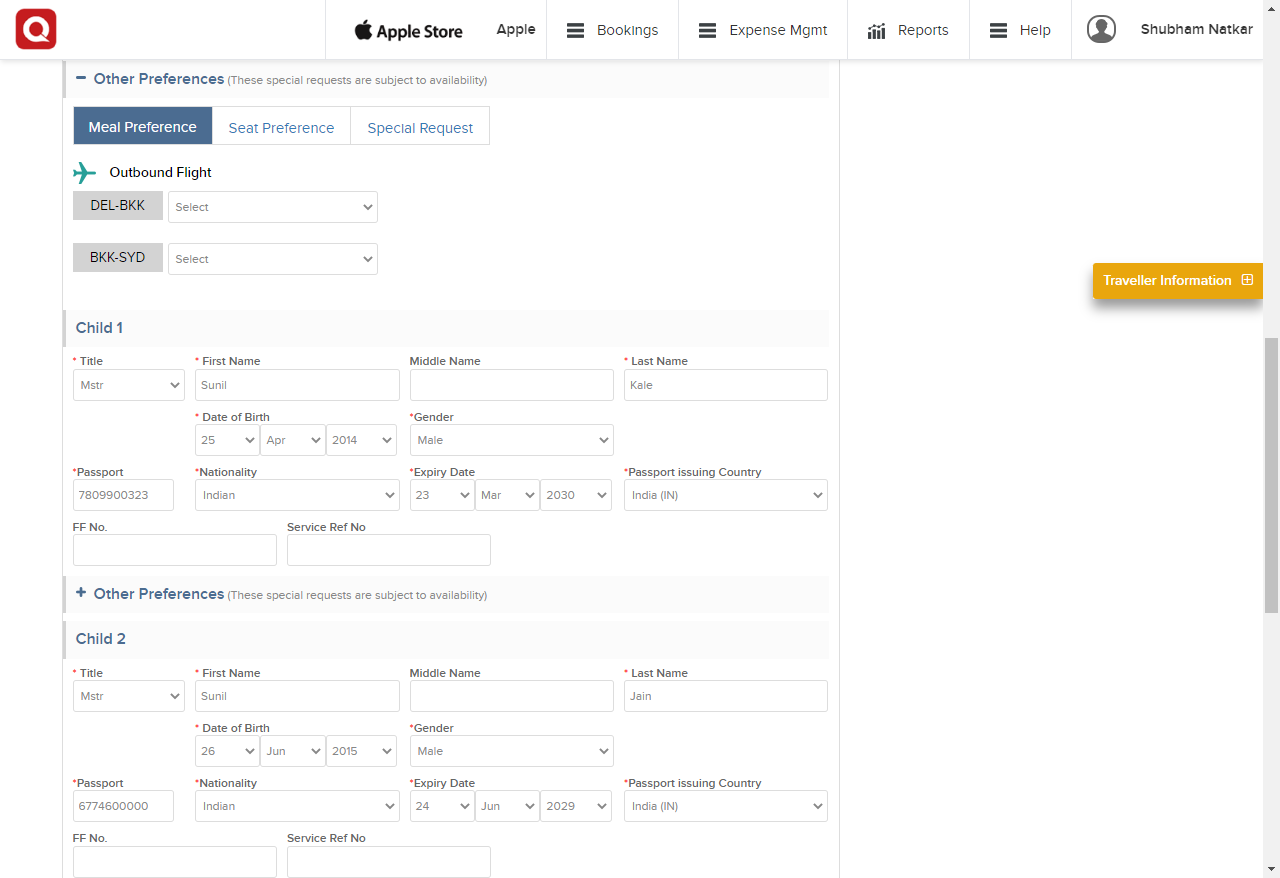 Apple Store Apple Bookings Expense Mgmt Reports Help Shubham Natkar
− Other Preferences (These special requests are subject to availability)
Meal Preference Seat Preference Special Request
Outbound Flight
DEL-BKK Select
BKK-SYD Select
Traveller Information
Child 1
* Title * First Name Middle Name * Last Name
Mstr Sunil Kale
* Date of Birth *Gender
25 Apr 2014 Male
*Passport *Nationality *Expiry Date *Passport issuing Country
7809900323 Indian 23 Mar 2030 India (IN)
FF No. Service Ref No
+ Other Preferences (These special requests are subject to availability)
Child 2
* Title * First Name Middle Name * Last Name
Mstr Sunil Jain
* Date of Birth *Gender
26 Jun 2015 Male
*Passport *Nationality *Expiry Date *Passport issuing Country
6774600000 Indian 24 Jun 2029 India (IN)
FF No. Service Ref No